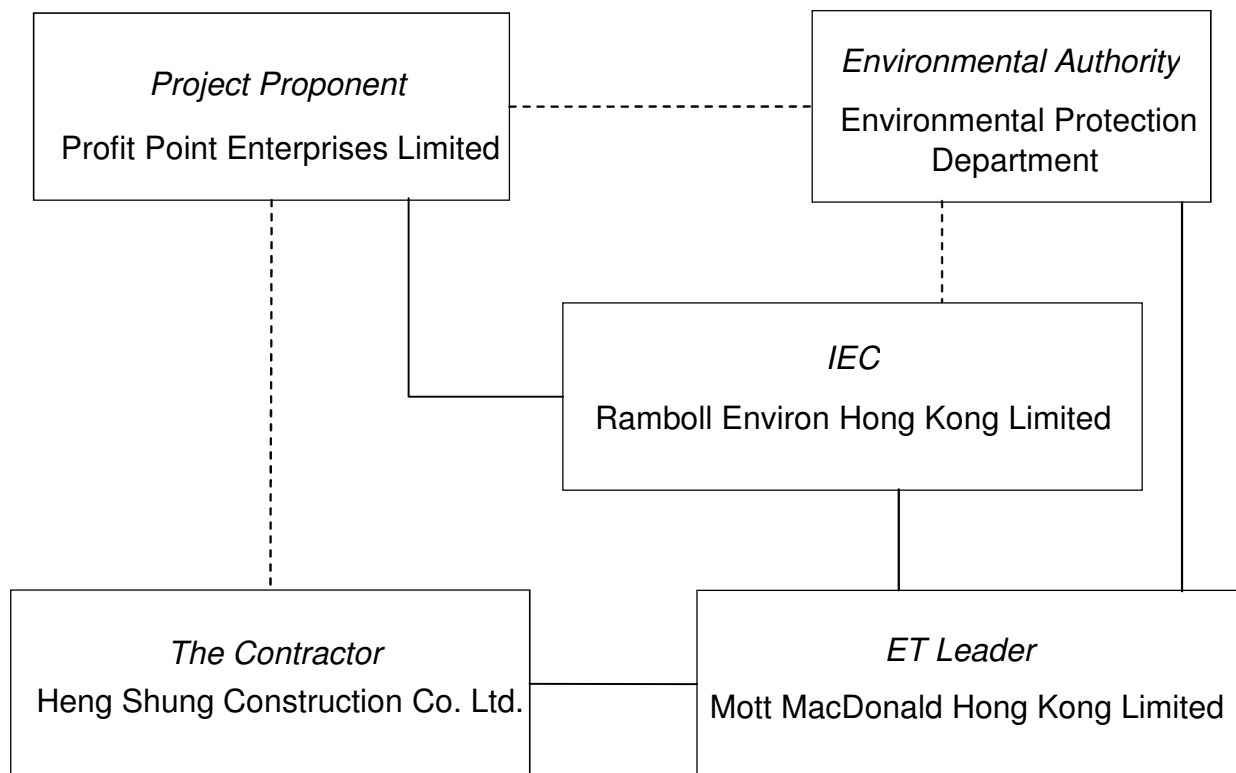 Project Proponent
Profit Point Enterprises Limited
Environmental Authority
Environmental Protection
Department
IEC
Ramboll Environ Hong Kong Limited
The Contractor
Heng Shung Construction Co. Ltd.
ET Leader
Mott MacDonald Hong Kong Limited